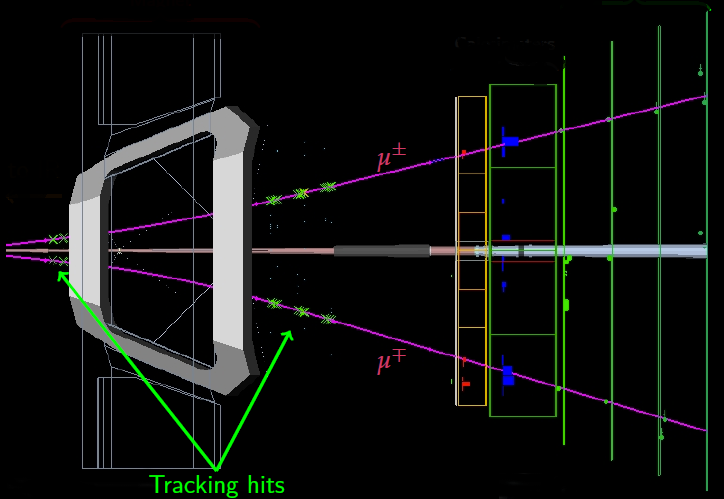 μ±
μ∓
Tracking hits